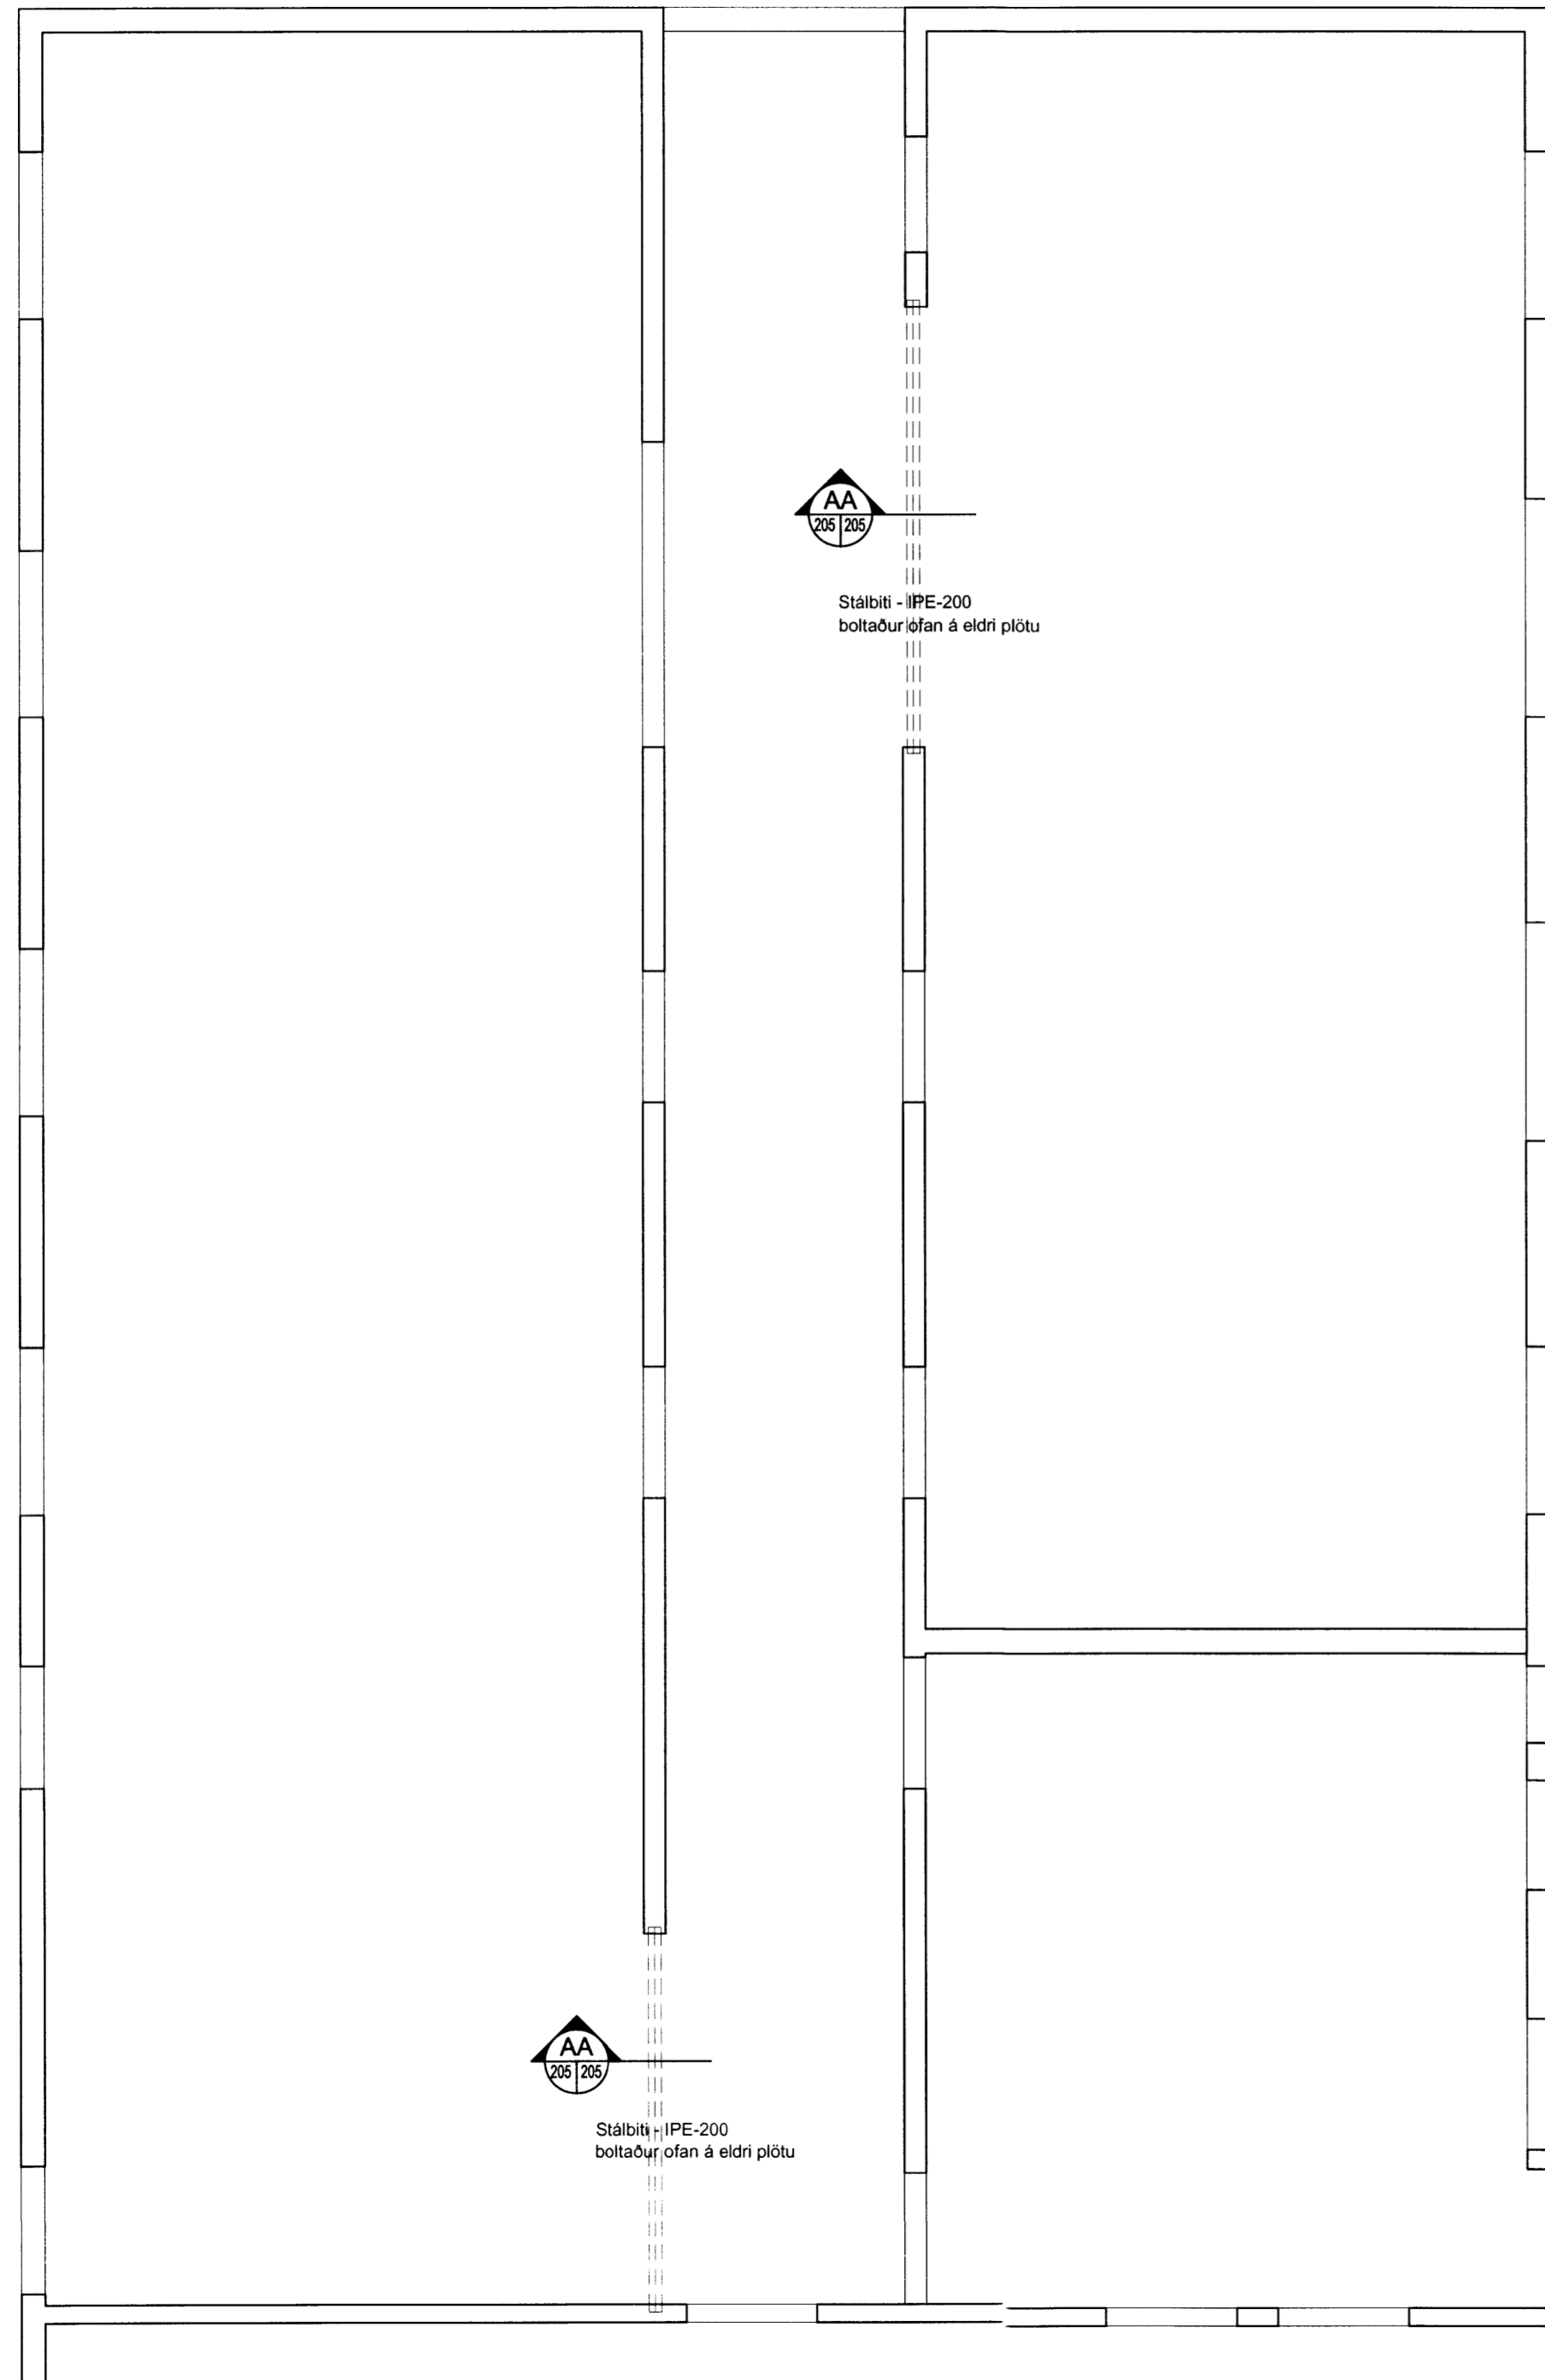 AA
205 205
Stálbiti - IPE-200
boltaður ofan á eldri plötu
AA
205 205
Stálbiti - IPE-200
boltaður ofan á eldri plötu